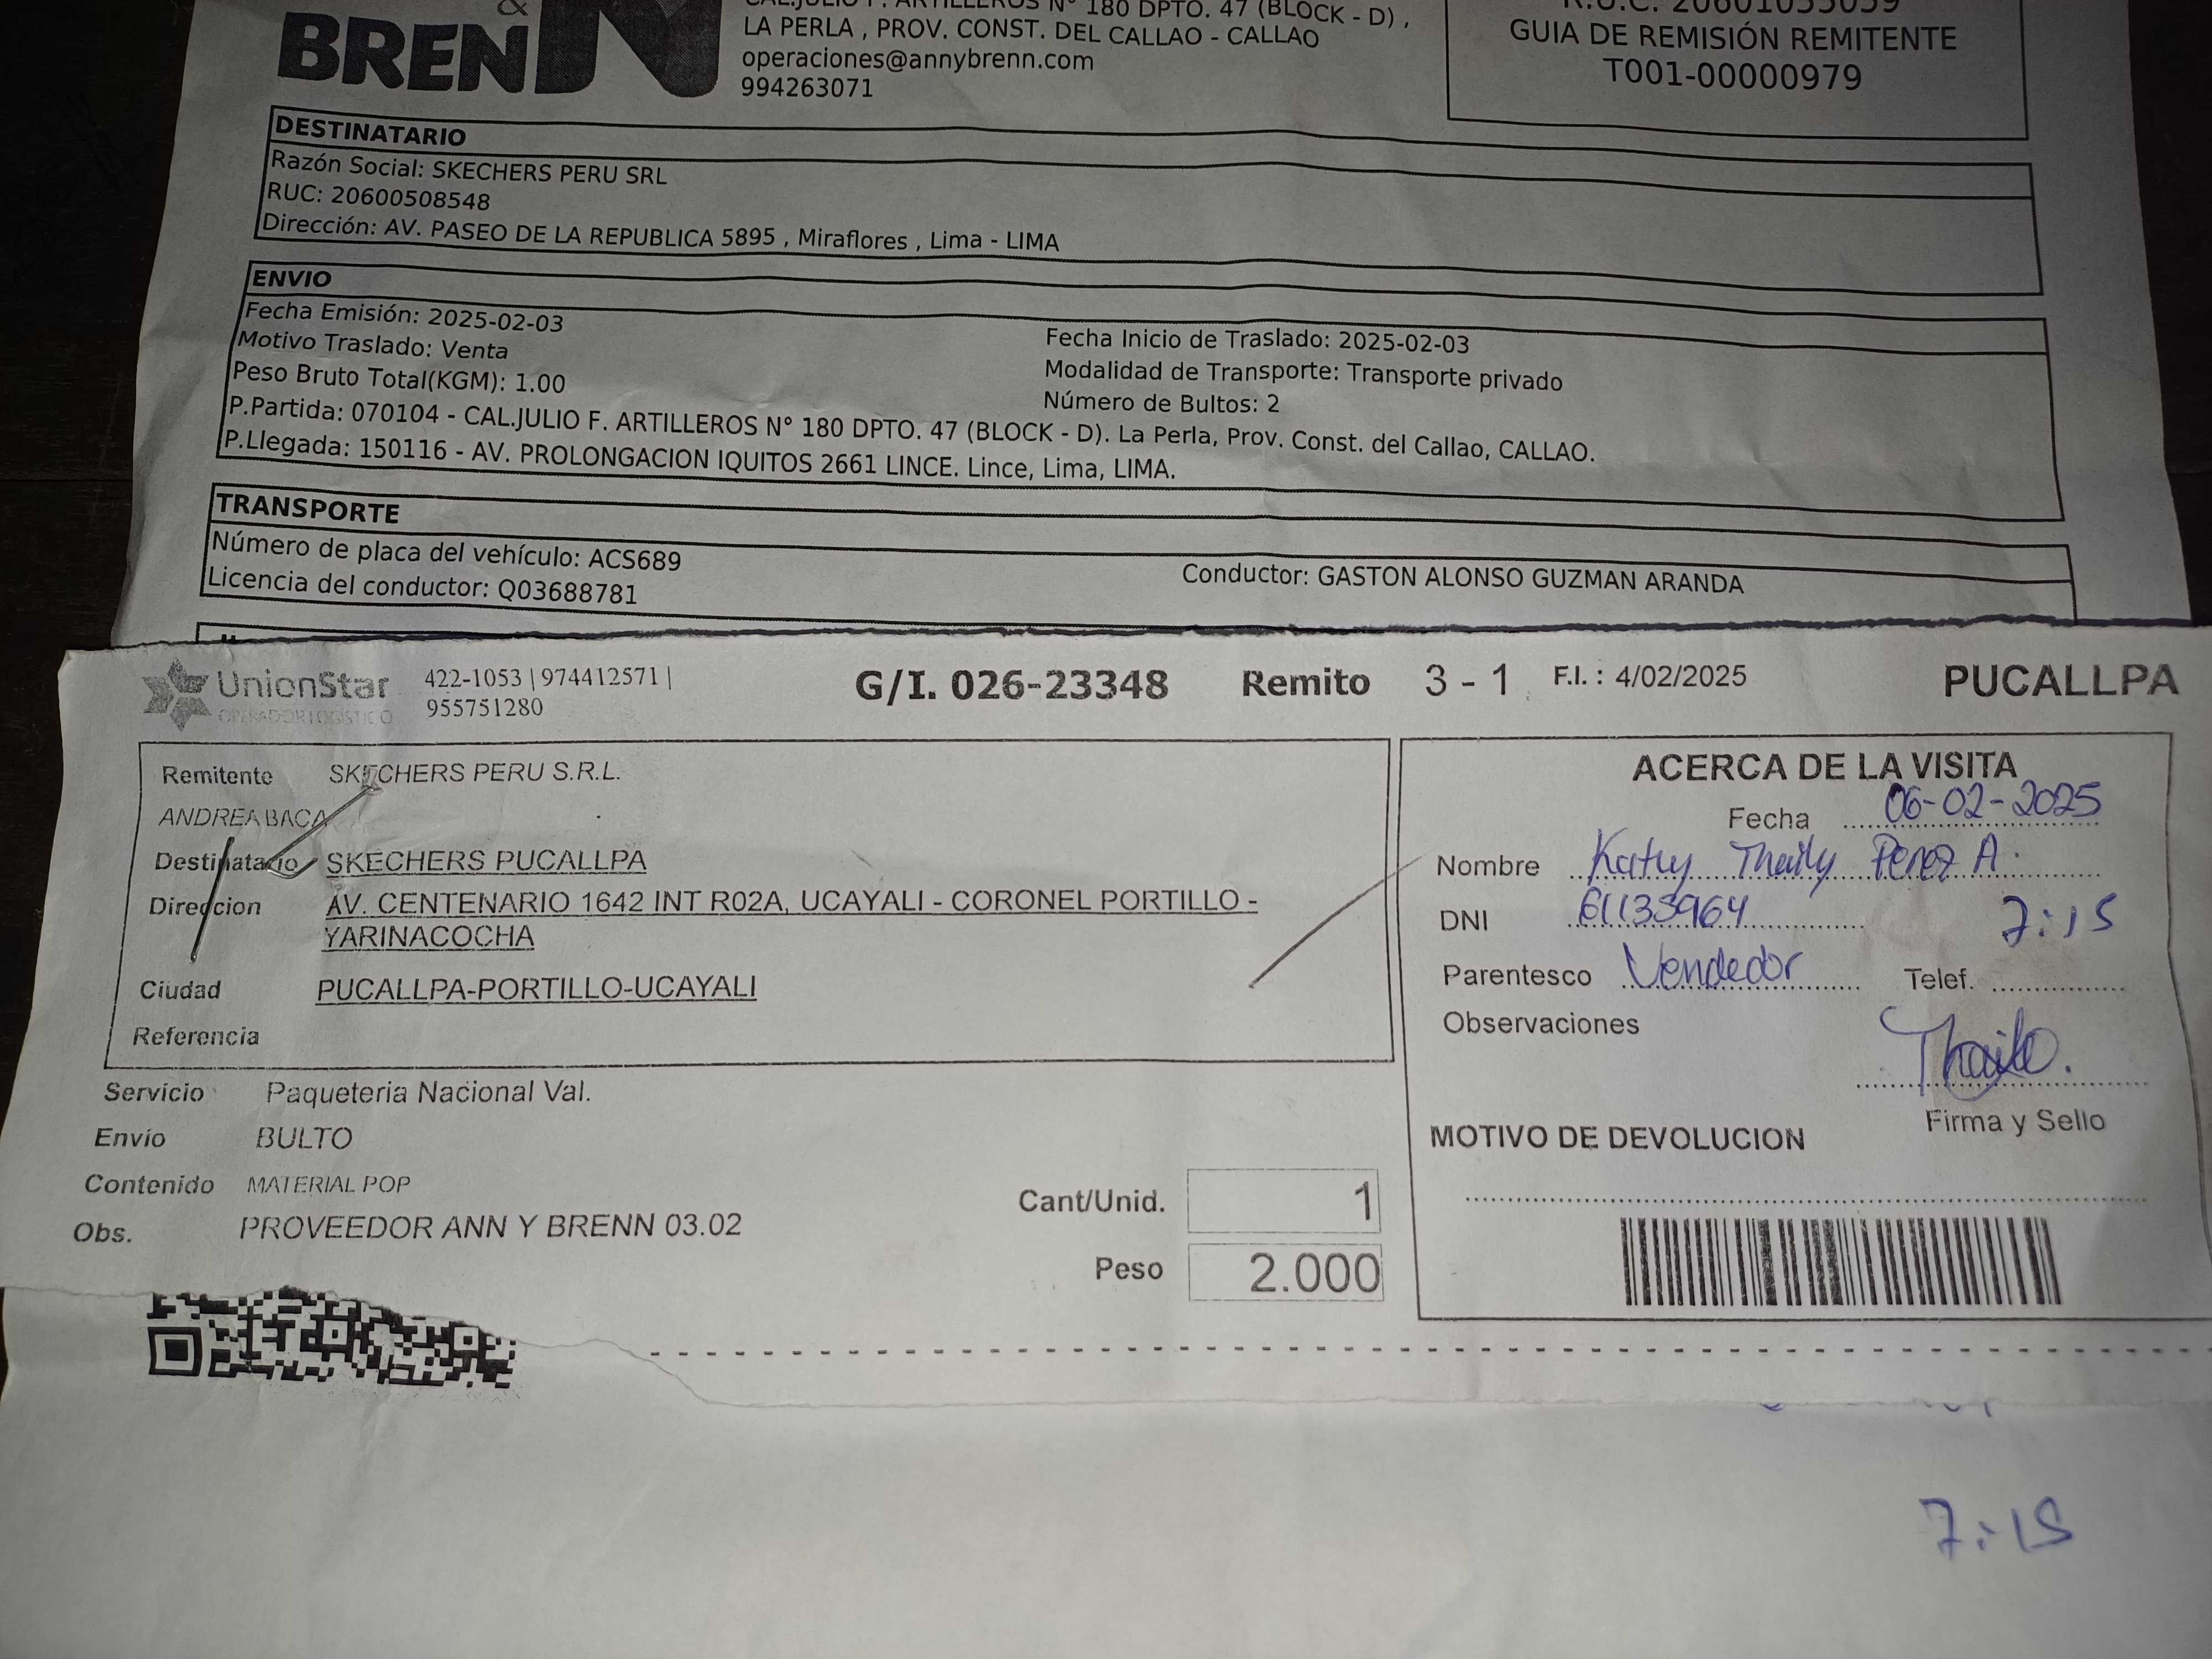 &
BRENN
LA PERLA , PROV. CONST. DEL CALLAO - CALLAO
operaciones@annybrenn.com
994263071
GUIA DE REMISIÓN REMITENTE
T001-00000979
DESTINATARIO
Razón Social: SKECHERS PERU SRL
RUC: 20600508548
Dirección: AV. PASEO DE LA REPUBLICA 5895 , Miraflores , Lima - LIMA
ENVIO
Fecha Emisión: 2025-02-03
Fecha Inicio de Traslado: 2025-02-03
Motivo Traslado: Venta
Modalidad de Transporte: Transporte privado
Peso Bruto Total(KGM): 1.00
Número de Bultos: 2
P.Partida: 070104 - CAL.JULIO F. ARTILLEROS N° 180 DPTO. 47 (BLOCK - D). La Perla, Prov. Const. del Callao, CALLAO.
P.Llegada: 150116 - AV. PROLONGACION IQUITOS 2661 LINCE. Lince, Lima, LIMA.
TRANSPORTE
Número de placa del vehículo: ACS689
Licencia del conductor: Q03688781
Conductor: GASTON ALONSO GUZMAN ARANDA
UnionStar
OPERADOR LOGISTICO
422-1053 | 974412571 |
955751280
G/I. 026-23348 Remito 3 - 1 F.I. : 4/02/2025 PUCALLPA
Remitente SKECHERS PERU S.R.L.
ANDREA BACA
Destinatario SKECHERS PUCALLPA
Direccion AV. CENTENARIO 1642 INT R02A, UCAYALI - CORONEL PORTILLO -
YARINACOCHA
Ciudad PUCALLPA-PORTILLO-UCAYALI
Referencia
Servicio Paqueteria Nacional Val.
Envío BULTO
Contenido MATERIAL POP
Obs. PROVEEDOR ANN Y BRENN 03.02
Cant/Unid. 1
Peso 2.000
ACERCA DE LA VISITA
Fecha 06-02-2025
Nombre Kathy Thaily Perez A.
DNI 61135964 7:15
Parentesco Vendedor Telef.
Observaciones
Firma y Sello
MOTIVO DE DEVOLUCION
7:15